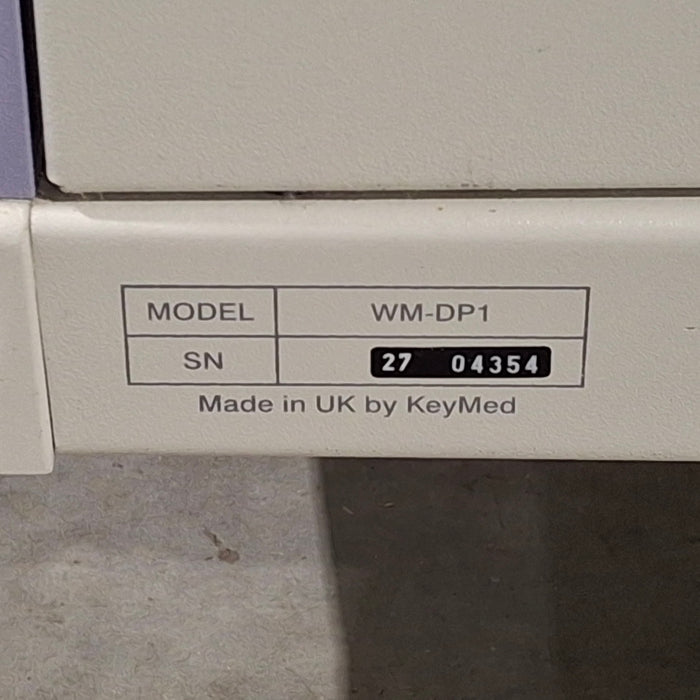 MODEL WM-DP1
SN 27 04354
Made in UK by KeyMed